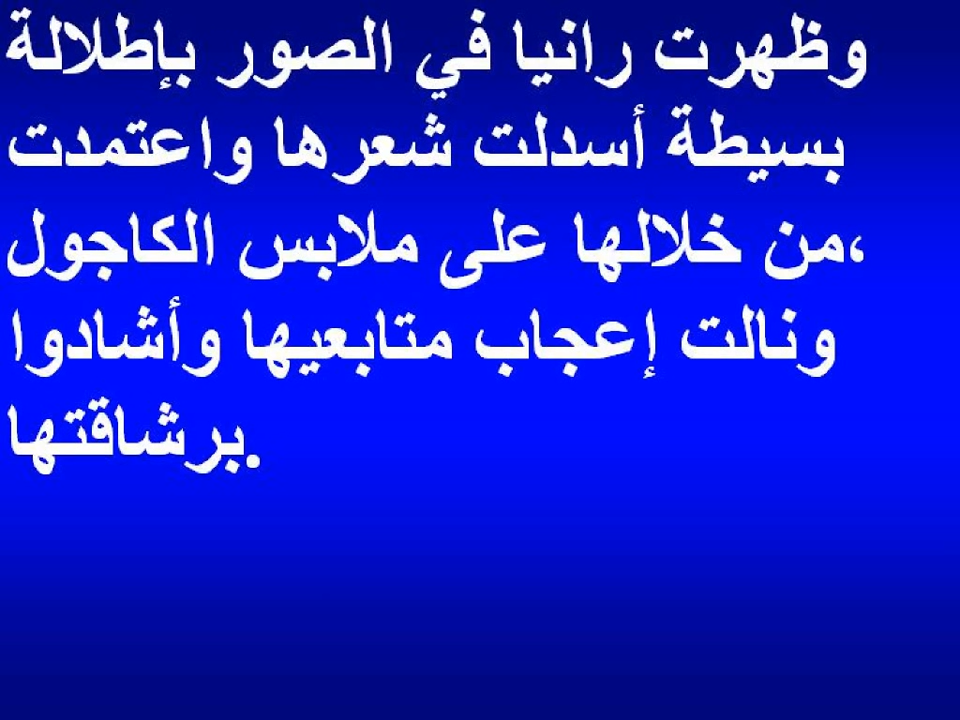 وظهرت رانيا في الصور بإطلالة
بسيطة أسدلت شعرها واعتمدت
من خلالها على ملابس الكاجول،
ونالت إعجاب متابعيها وأشادوا
برشاقتها.